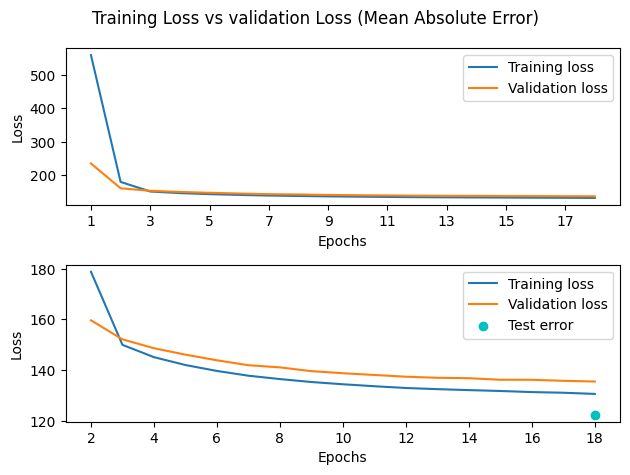 Training Loss vs validation Loss (Mean Absolute Error)
500
400
300
200
Loss
Training loss
Validation loss
1 3 5 7 9 11 13 15 17
Epochs
180
160
140
120
Loss
Training loss
Validation loss
Test error
2 4 6 8 10 12 14 16 18
Epochs